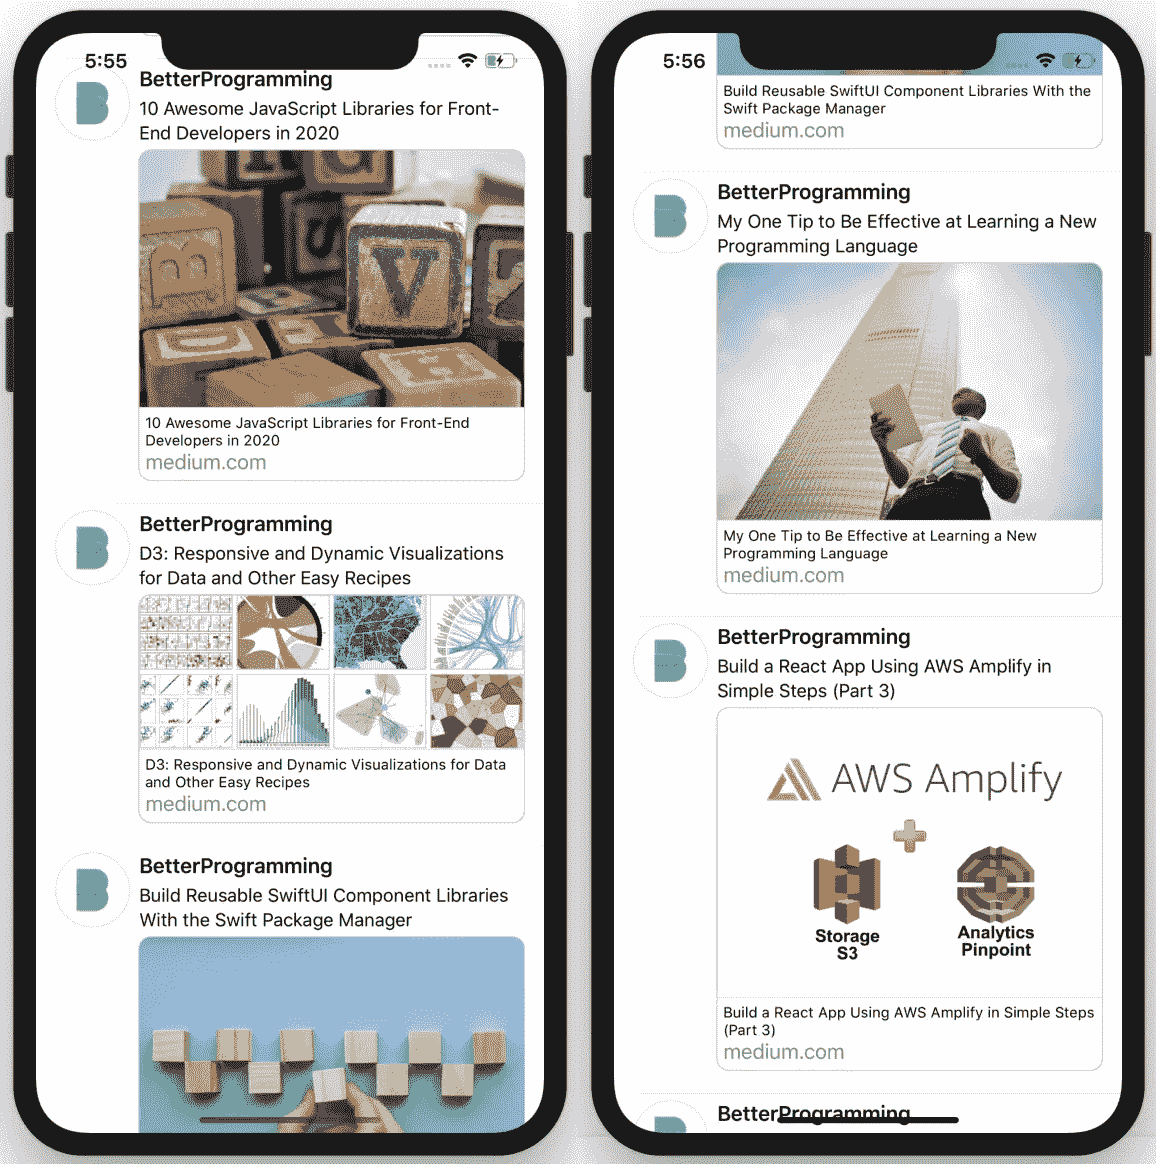 5:55
BetterProgramming
10 Awesome JavaScript Libraries for Front-
End Developers in 2020
B
V
10 Awesome JavaScript Libraries for Front-End
Developers in 2020
medium.com
B
BetterProgramming
D3: Responsive and Dynamic Visualizations
for Data and Other Easy Recipes
D3: Responsive and Dynamic Visualizations for Data
and Other Easy Recipes
medium.com
B
BetterProgramming
Build Reusable SwiftUI Component Libraries
With the Swift Package Manager
5:56
Build Reusable SwiftUI Component Libraries With the
Swift Package Manager
medium.com
B
BetterProgramming
My One Tip to Be Effective at Learning a New
Programming Language
My One Tip to Be Effective at Learning a New
Programming Language
medium.com
B
BetterProgramming
Build a React App Using AWS Amplify in
Simple Steps (Part 3)
AWS Amplify
Storage
S3
Analytics
Pinpoint
Build a React App Using AWS Amplify in Simple Steps
(Part 3)
medium.com
BetterProgramming